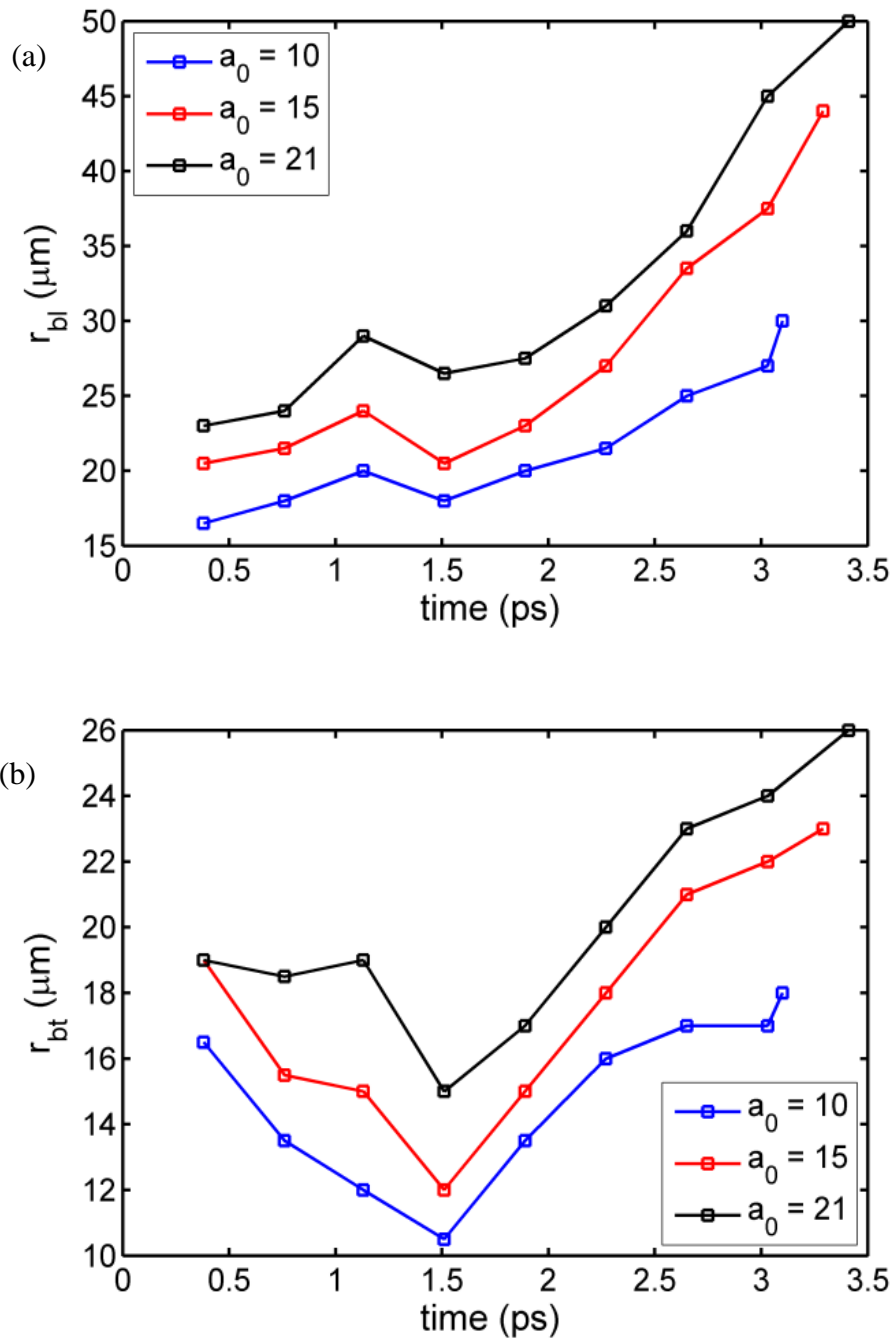 (a)
a0 = 10
a0 = 15
a0 = 21
50
45
40
35
30
25
20
15
rbl (μm)
0 0.5 1 1.5 2 2.5 3 3.5
time (ps)
(b)
26
24
22
20
18
16
14
12
10
rbt (μm)
a0 = 10
a0 = 15
a0 = 21
0 0.5 1 1.5 2 2.5 3 3.5
time (ps)